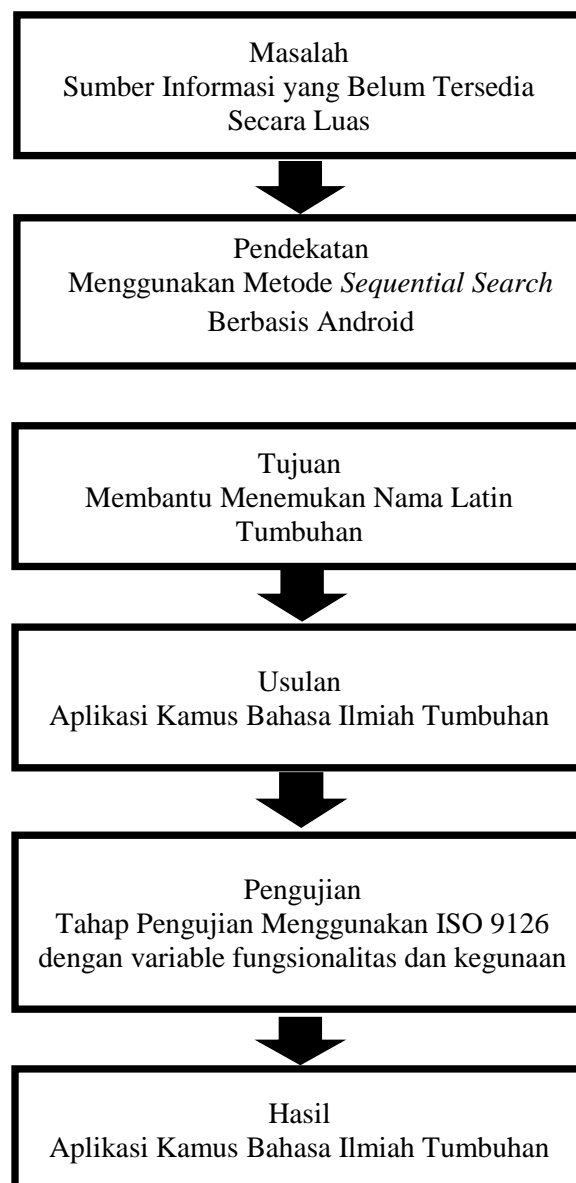 Masalah
Sumber Informasi yang Belum Tersedia
Secara Luas
Pendekatan
Menggunakan Metode Sequential Search
Berbasis Android
Tujuan
Membantu Menemukan Nama Latin
Tumbuhan
Usulan
Aplikasi Kamus Bahasa Ilmiah Tumbuhan
Pengujian
Tahap Pengujian Menggunakan ISO 9126
dengan variable fungsionalitas dan kegunaan
Hasil
Aplikasi Kamus Bahasa Ilmiah Tumbuhan